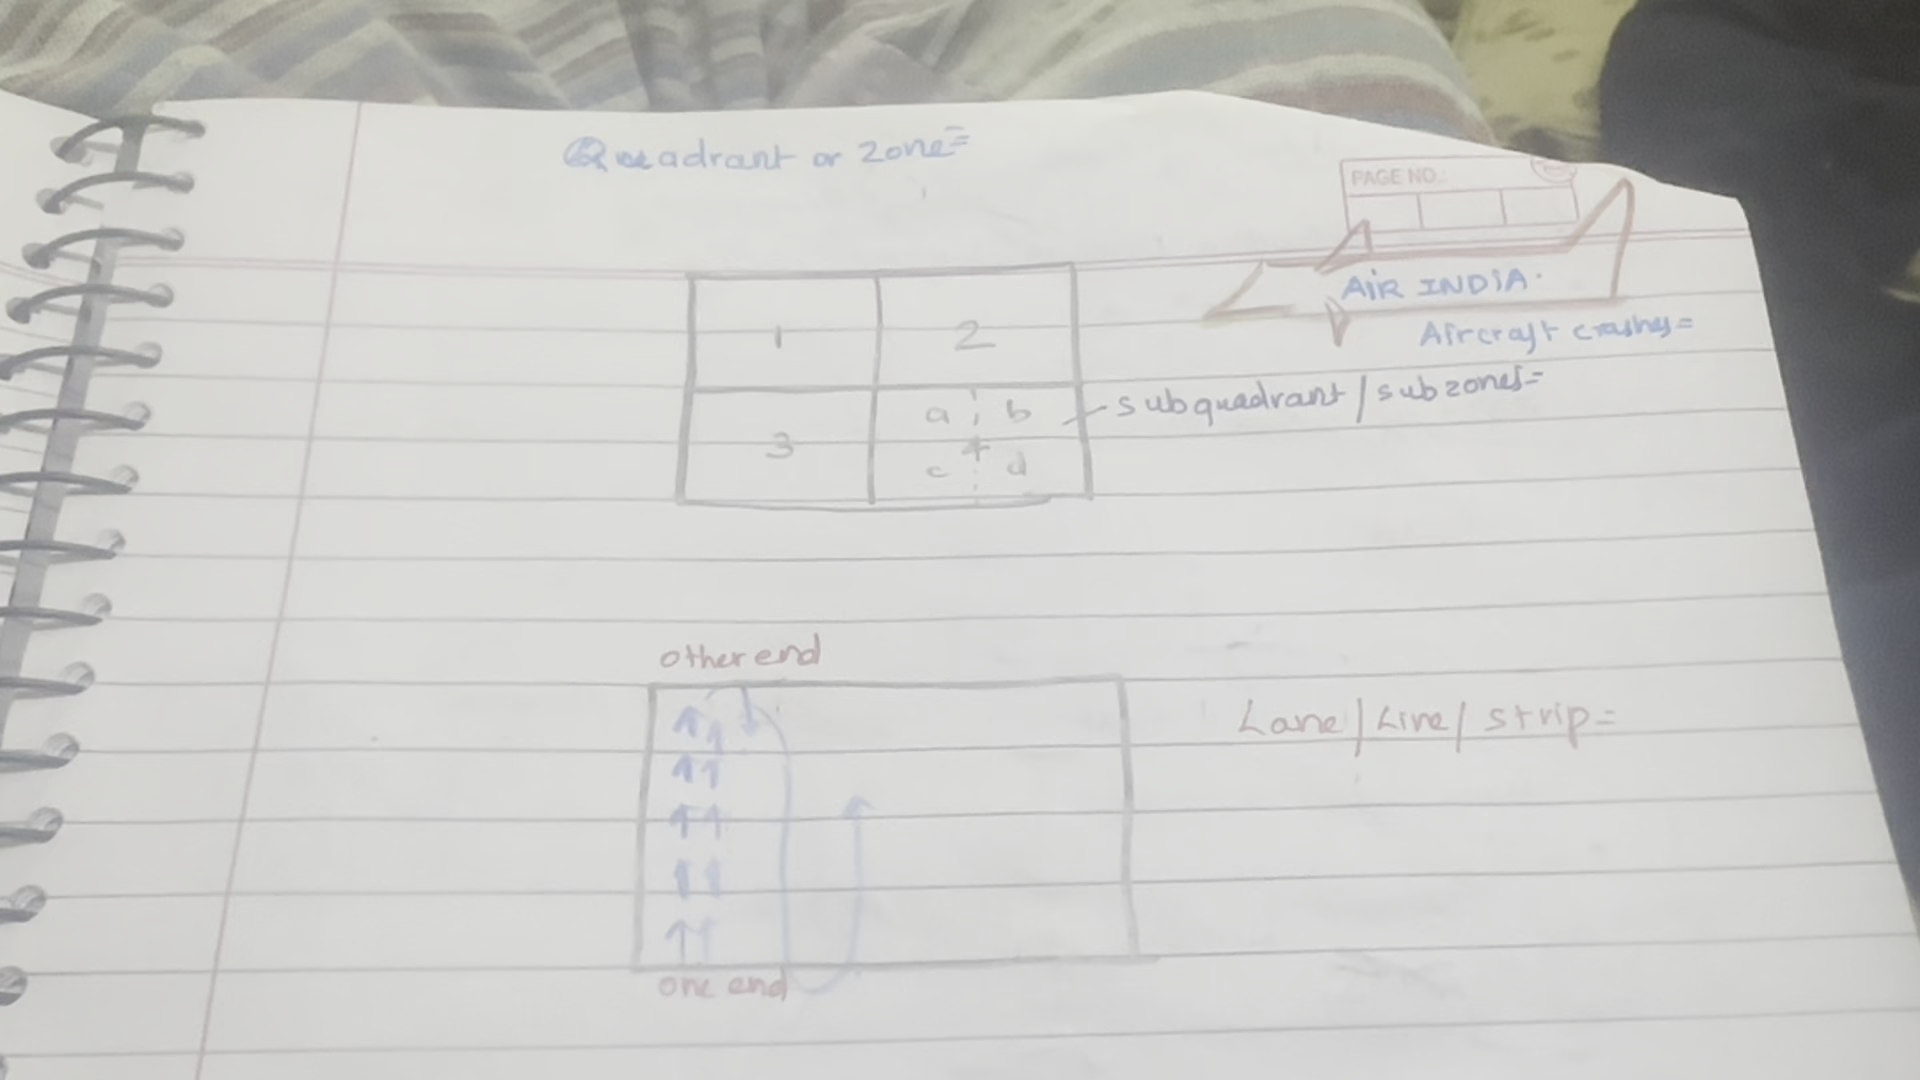 Quadrant or zone=
PAGE NO.:
AiR INDiA.
Aircraft crashes=
1
2
a
b
subquadrant/subzones=
3
4
c
d
other end
Lane/Line/strip=
one end